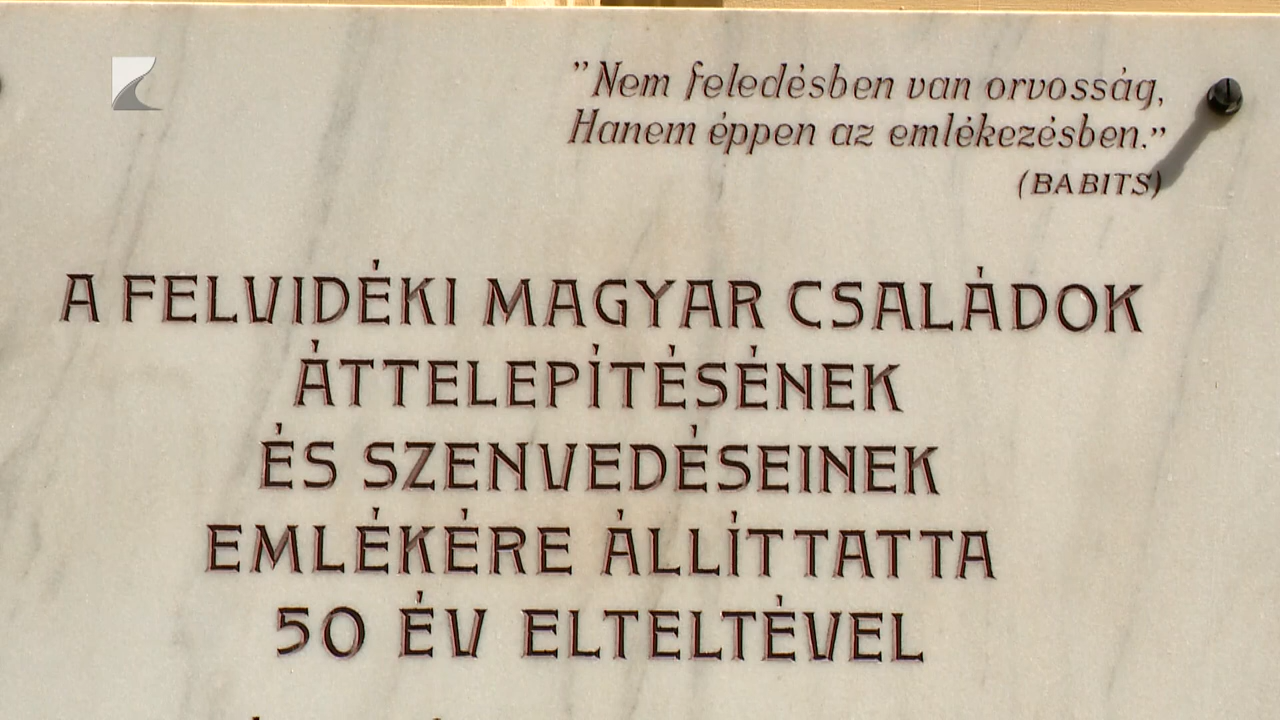 "Nem feledésben van orvosság,
Hanem éppen az emlékezésben."
(BABITS)
A FELVIDÉKI MAGYAR CSALÁDOK
ÁTTELEPÍTÉSÉNEK
ÉS SZENVEDÉSEINEK
EMLÉKÉRE ÁLLÍTTATTA
50 ÉV ELTELTÉVEL